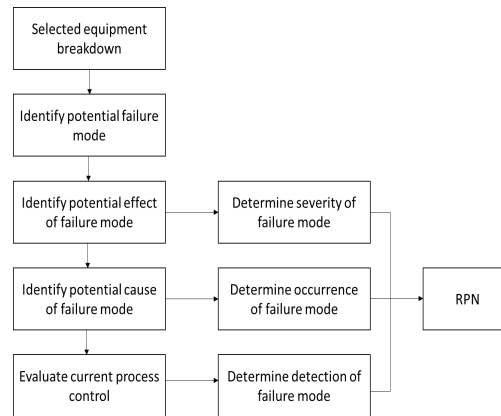 Selected equipment
breakdown
Identify potential failure
mode
Identify potential effect
of failure mode
Determine severity of
failure mode
Identify potential cause
of failure mode
Determine occurrence
of failure mode
RPN
Evaluate current process
control
Determine detection of
failure mode